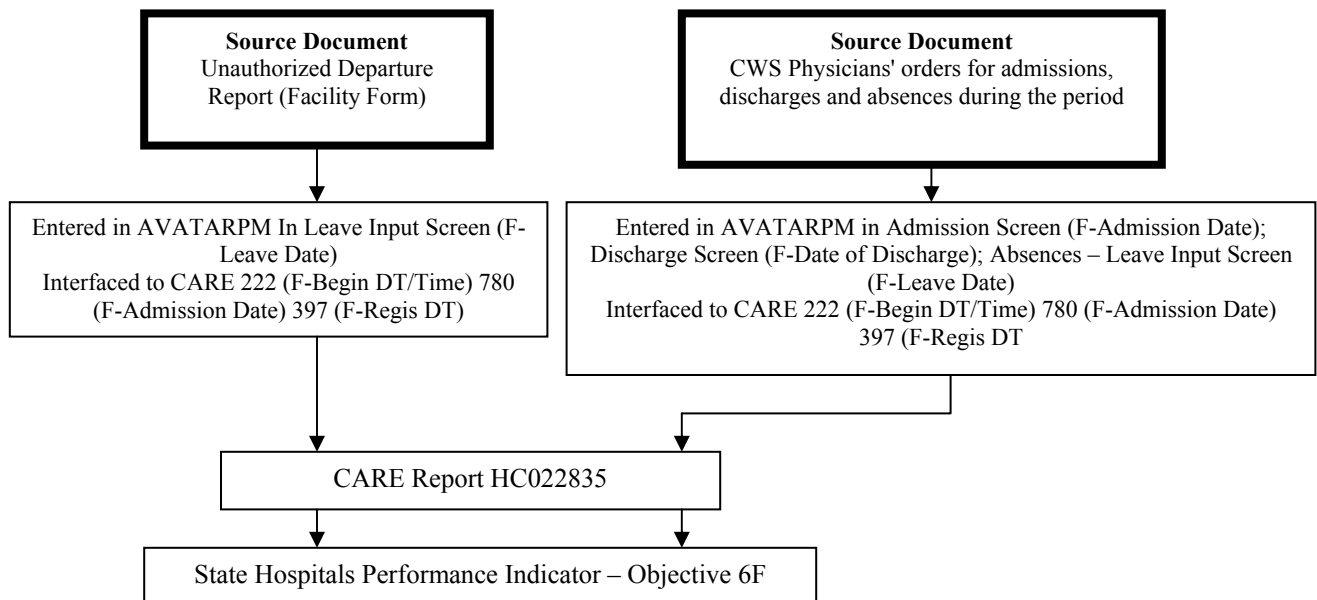 Source Document
Unauthorized Departure
Report (Facility Form)
Source Document
CWS Physicians' orders for admissions,
discharges and absences during the period
Entered in AVATARPM In Leave Input Screen (F-
Leave Date)
Interfaced to CARE 222 (F-Begin DT/Time) 780
(F-Admission Date) 397 (F-Regis DT)
Entered in AVATARPM in Admission Screen (F-Admission Date);
Discharge Screen (F-Date of Discharge); Absences – Leave Input Screen
(F-Leave Date)
Interfaced to CARE 222 (F-Begin DT/Time) 780 (F-Admission Date)
397 (F-Regis DT
CARE Report HC022835
State Hospitals Performance Indicator – Objective 6F